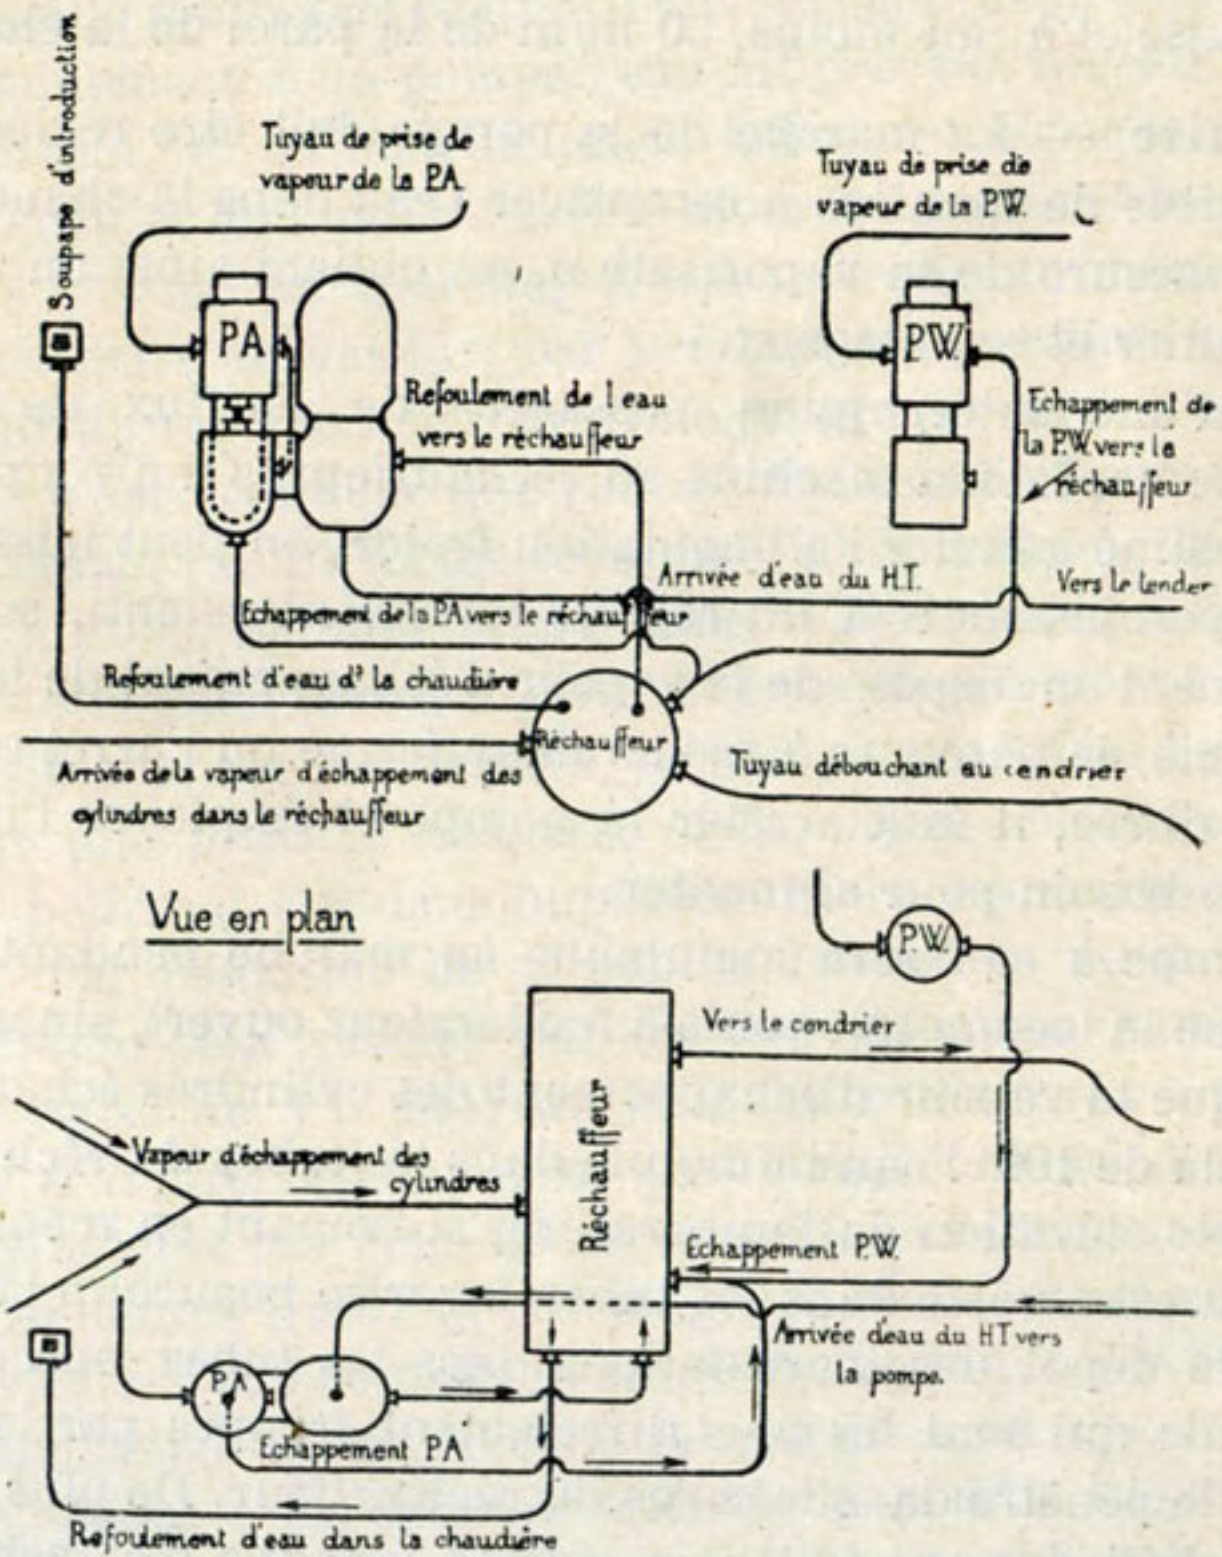 Soupape d'introduction
Tuyau de prise de
vapeur de la P.A.
Tuyau de prise de
vapeur de la P.W.
PA
P.W.
Refoulement de l eau
vers le réchauffeur
Echappement de
la P.W. vers le
réchauffeur
Arrivée d'eau du H.T.
Vers le tender
Echappement de la PA vers le réchauffeur
Refoulement d'eau ds la chaudière
Réchauffeur
Arrivée de la vapeur d'échappement des
cylindres dans le réchauffeur
Tuyau débouchant au cendrier
Vue en plan
P.W.
Vers le cendrier
Réchauffeur
Vapeur d'échappement des
cylindres
Echappement P.W.
Arrivée d'eau du HT vers
la pompe.
P.A
Echappement PA
Refoulement d'eau dans la chaudière